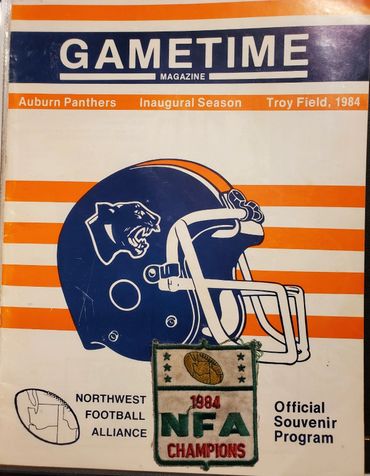 GAMETIME
MAGAZINE
Auburn Panthers Inaugural Season Troy Field, 1984
NORTHWEST
FOOTBALL
ALLIANCE
1984
NFA
CHAMPIONS
Official
Souvenir
Program